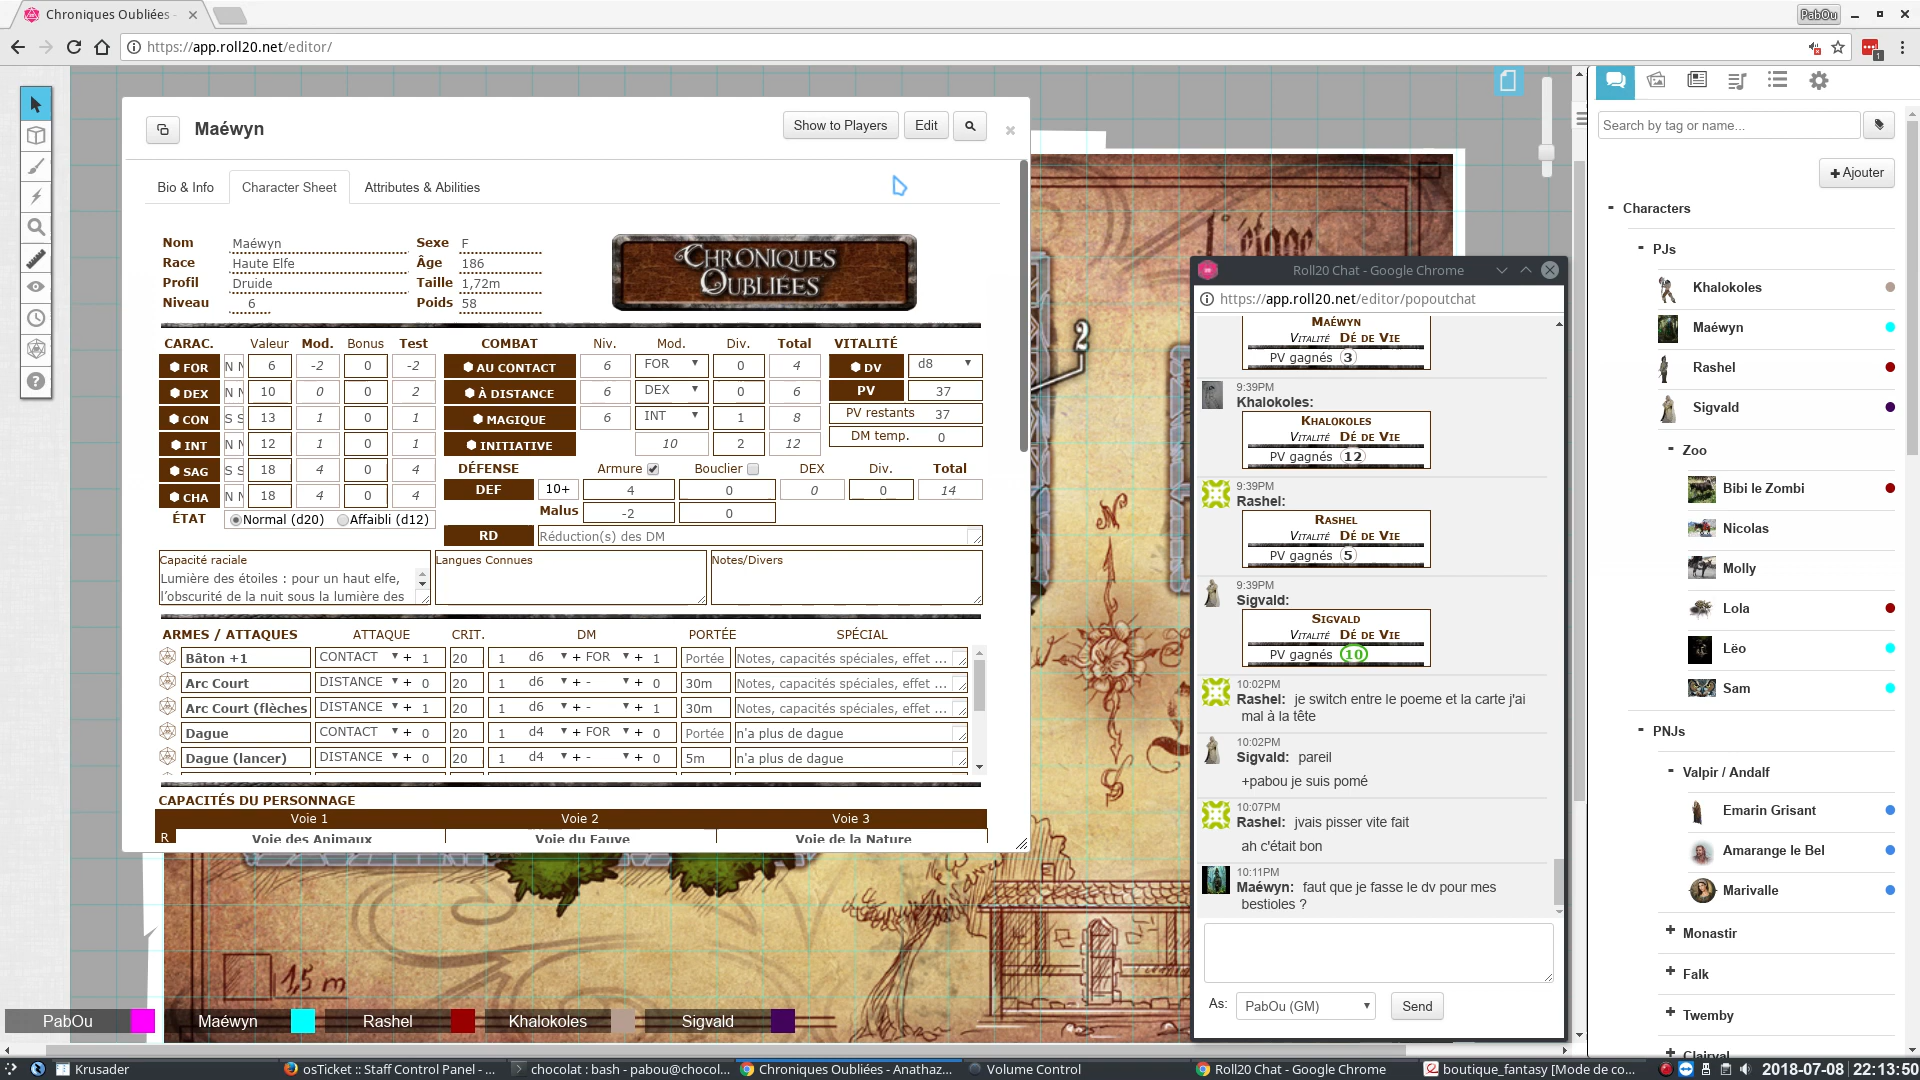 Chroniques Oubliées -
PabOu
https://app.roll20.net/editor/
1
Maéwyn
Show to Players
Edit
Bio & Info
Character Sheet
Attributes & Abilities
Nom Maéwyn Sexe F
Race Haute Elfe Âge 186
Profil Druide Taille 1,72m
Niveau 6 Poids 58
CHRONIQUES
OUBLIÉES
CARAC. Valeur Mod. Bonus Test
FOR N N 6 -2 0 -2
DEX N N 10 0 0 2
CON S S 13 1 0 1
INT N N 12 1 0 1
SAG S S 18 4 0 4
CHA N N 18 4 0 4
ÉTAT Normal (d20) Affaibli (d12)
COMBAT Niv. Mod. Div. Total
AU CONTACT 6 FOR 0 4
À DISTANCE 6 DEX 0 6
MAGIQUE 6 INT 1 8
INITIATIVE 10 2 12
VITALITÉ
DV d8
PV 37
PV restants 37
DM temp. 0
DÉFENSE Armure Bouclier DEX Div. Total
DEF 10+ 4 0 0 0 14
Malus -2 0
RD Réduction(s) des DM
Capacité raciale
Lumière des étoiles : pour un haut elfe,
l'obscurité de la nuit sous la lumière des
Langues Connues
Notes/Divers
ARMES / ATTAQUES ATTAQUE CRIT. DM PORTÉE SPÉCIAL
Bâton +1 CONTACT + 1 20 1 d6 + FOR + 1 Portée Notes, capacités spéciales, effet ...
Arc Court DISTANCE + 0 20 1 d6 + - + 0 30m Notes, capacités spéciales, effet ...
Arc Court (flèches DISTANCE + 1 20 1 d6 + - + 1 30m Notes, capacités spéciales, effet ...
Dague CONTACT + 0 20 1 d4 + FOR + 0 Portée n'a plus de dague
Dague (lancer) DISTANCE + 0 20 1 d4 + - + 0 5m n'a plus de dague
CAPACITÉS DU PERSONNAGE
Voie 1 Voie 2 Voie 3
R Voie des Animaux Voie du Fauve Voie de la Nature
L'étang
2
N
1,5 m
Roll20 Chat - Google Chrome
https://app.roll20.net/editor/popoutchat
MAÉWYN
Vitalité DÉ DE VIE
PV gagnés 3
9:39PM
Khalokoles:
KHALOKOLES
Vitalité DÉ DE VIE
PV gagnés 12
9:39PM
Rashel:
RASHEL
Vitalité DÉ DE VIE
PV gagnés 5
9:39PM
Sigvald:
SIGVALD
Vitalité DÉ DE VIE
PV gagnés 10
10:02PM
Rashel: je switch entre le poeme et la carte j'ai
mal à la tête
10:02PM
Sigvald: pareil
+pabou je suis pomé
10:07PM
Rashel: jvais pisser vite fait
ah c'était bon
10:11PM
Maéwyn: faut que je fasse le dv pour mes
bestioles ?
As: PabOu (GM) Send
Search by tag or name...
Ajouter
Characters
PJs
Khalokoles
Maéwyn
Rashel
Sigvald
Zoo
Bibi le Zombi
Nicolas
Molly
Lola
Lëo
Sam
PNJs
Valpir / Andalf
Emarin Grisant
Amarange le Bel
Marivalle
Monastir
Falk
Twemby
Clairval
PabOu Maéwyn Rashel Khalokoles Sigvald
Krusader
osTicket :: Staff Control Panel - ...
chocolat : bash - pabou@chocol...
Chroniques Oubliées - Anathaz...
Volume Control
Roll20 Chat - Google Chrome
boutique_fantasy [Mode de co...
2018-07-08 22:13:50